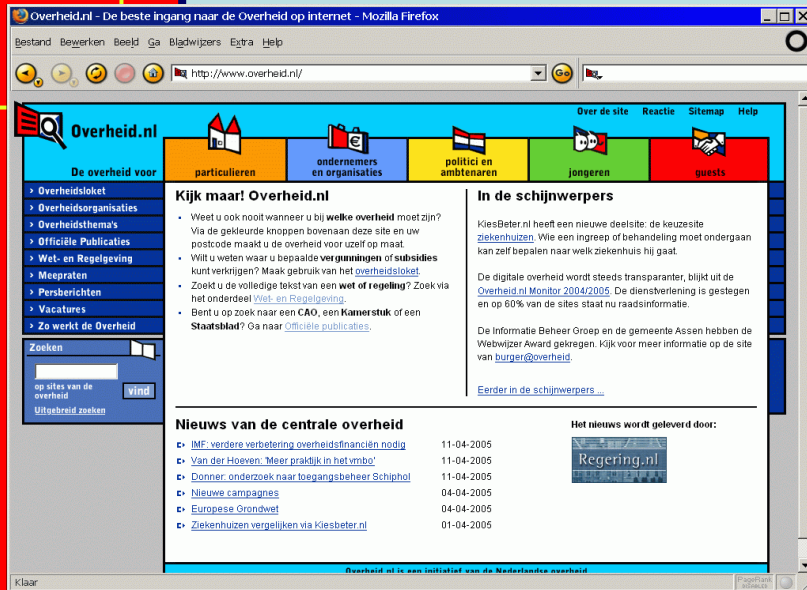 Overheid.nl - De beste ingang naar de Overheid op internet - Mozilla Firefox
Bestand Bewerken Beeld Ga Bladwijzers Extra Help
http://www.overheid.nl/
Go
Over de site Reactie Sitemap Help
Overheid.nl
De overheid voor
particulieren
ondernemers
en organisaties
politici en
ambtenaren
jongeren
guests
> Overheidsloket
> Overheidsorganisaties
> Overheidsthema's
> Officiële Publicaties
> Wet- en Regelgeving
> Meepraten
> Persberichten
> Vacatures
> Zo werkt de Overheid
Zoeken
op sites van de
overheid
vind
Uitgebreid zoeken
Kijk maar! Overheid.nl
Weet u ook nooit wanneer u bij welke overheid moet zijn?
Via de gekleurde knoppen bovenaan deze site en uw
postcode maakt u de overheid voor uzelf op maat.
Wilt u weten waar u bepaalde vergunningen of subsidies
kunt verkrijgen? Maak gebruik van het overheidsloket.
Zoekt u de volledige tekst van een wet of regeling? Zoek via
het onderdeel Wet- en Regelgeving.
Bent u op zoek naar een CAO, een Kamerstuk of een
Staatsblad? Ga naar Officiële publicaties.
In de schijnwerpers
KiesBeter.nl heeft een nieuwe deelsite: de keuzesite
ziekenhuizen. Wie een ingreep of behandeling moet ondergaan
kan zelf bepalen naar welk ziekenhuis hij gaat.
De digitale overheid wordt steeds transparanter, blijkt uit de
Overheid.nl Monitor 2004/2005. De dienstverlening is gestegen
en op 60% van de sites staat nu raadsinformatie.
De Informatie Beheer Groep en de gemeente Assen hebben de
Webwijzer Award gekregen. Kijk voor meer informatie op de site
van burger@overheid.
Eerder in de schijnwerpers ...
Nieuws van de centrale overheid
IMF: verdere verbetering overheidsfinanciën nodig 11-04-2005
Van der Hoeven: 'Meer praktijk in het vmbo' 11-04-2005
Donner: onderzoek naar toegangsbeheer Schiphol 11-04-2005
Nieuwe campagnes 04-04-2005
Europese Grondwet 04-04-2005
Ziekenhuizen vergelijken via Kiesbeter.nl 01-04-2005
Het nieuws wordt geleverd door:
Regering.nl
Overheid.nl is een initiatief van de Nederlandse overheid
Klaar
PageRank